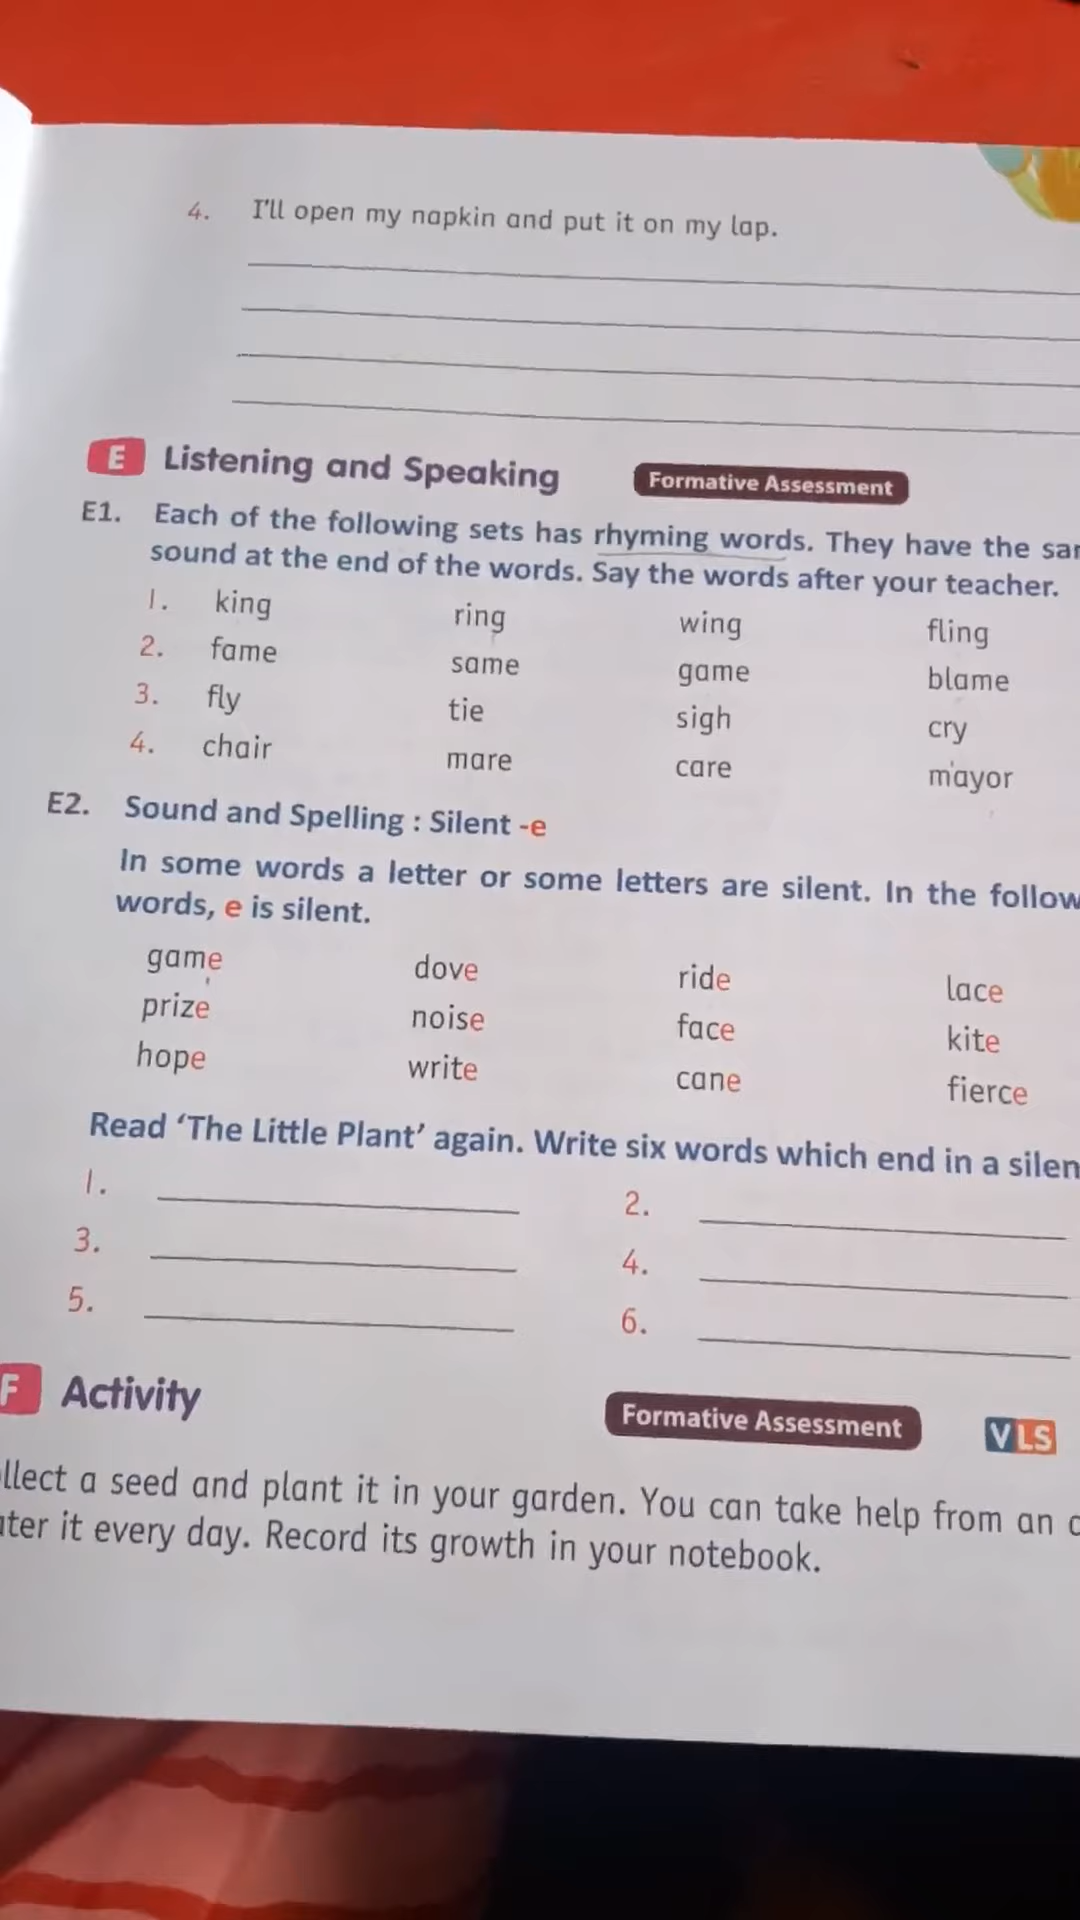 4. I'll open my napkin and put it on my lap.
E Listening and Speaking Formative Assessment
E1. Each of the following sets has rhyming words. They have the
sound at the end of the words. Say the words after your teacher.
1. king ring wing fling
2. fame same game blame
3. fly tie sigh cry
4. chair mare care mayor
E2. Sound and Spelling : Silent -e
In some words a letter or some letters are silent. In the
words, e is silent.
game dove ride lace
prize noise face kite
hope write cane fierce
Read 'The Little Plant' again. Write six words which end in a
1. 2.
3. 4.
5. 6.
F Activity Formative Assessment VLS
a seed and plant it in your garden. You can take help from an
it every day. Record its growth in your notebook.